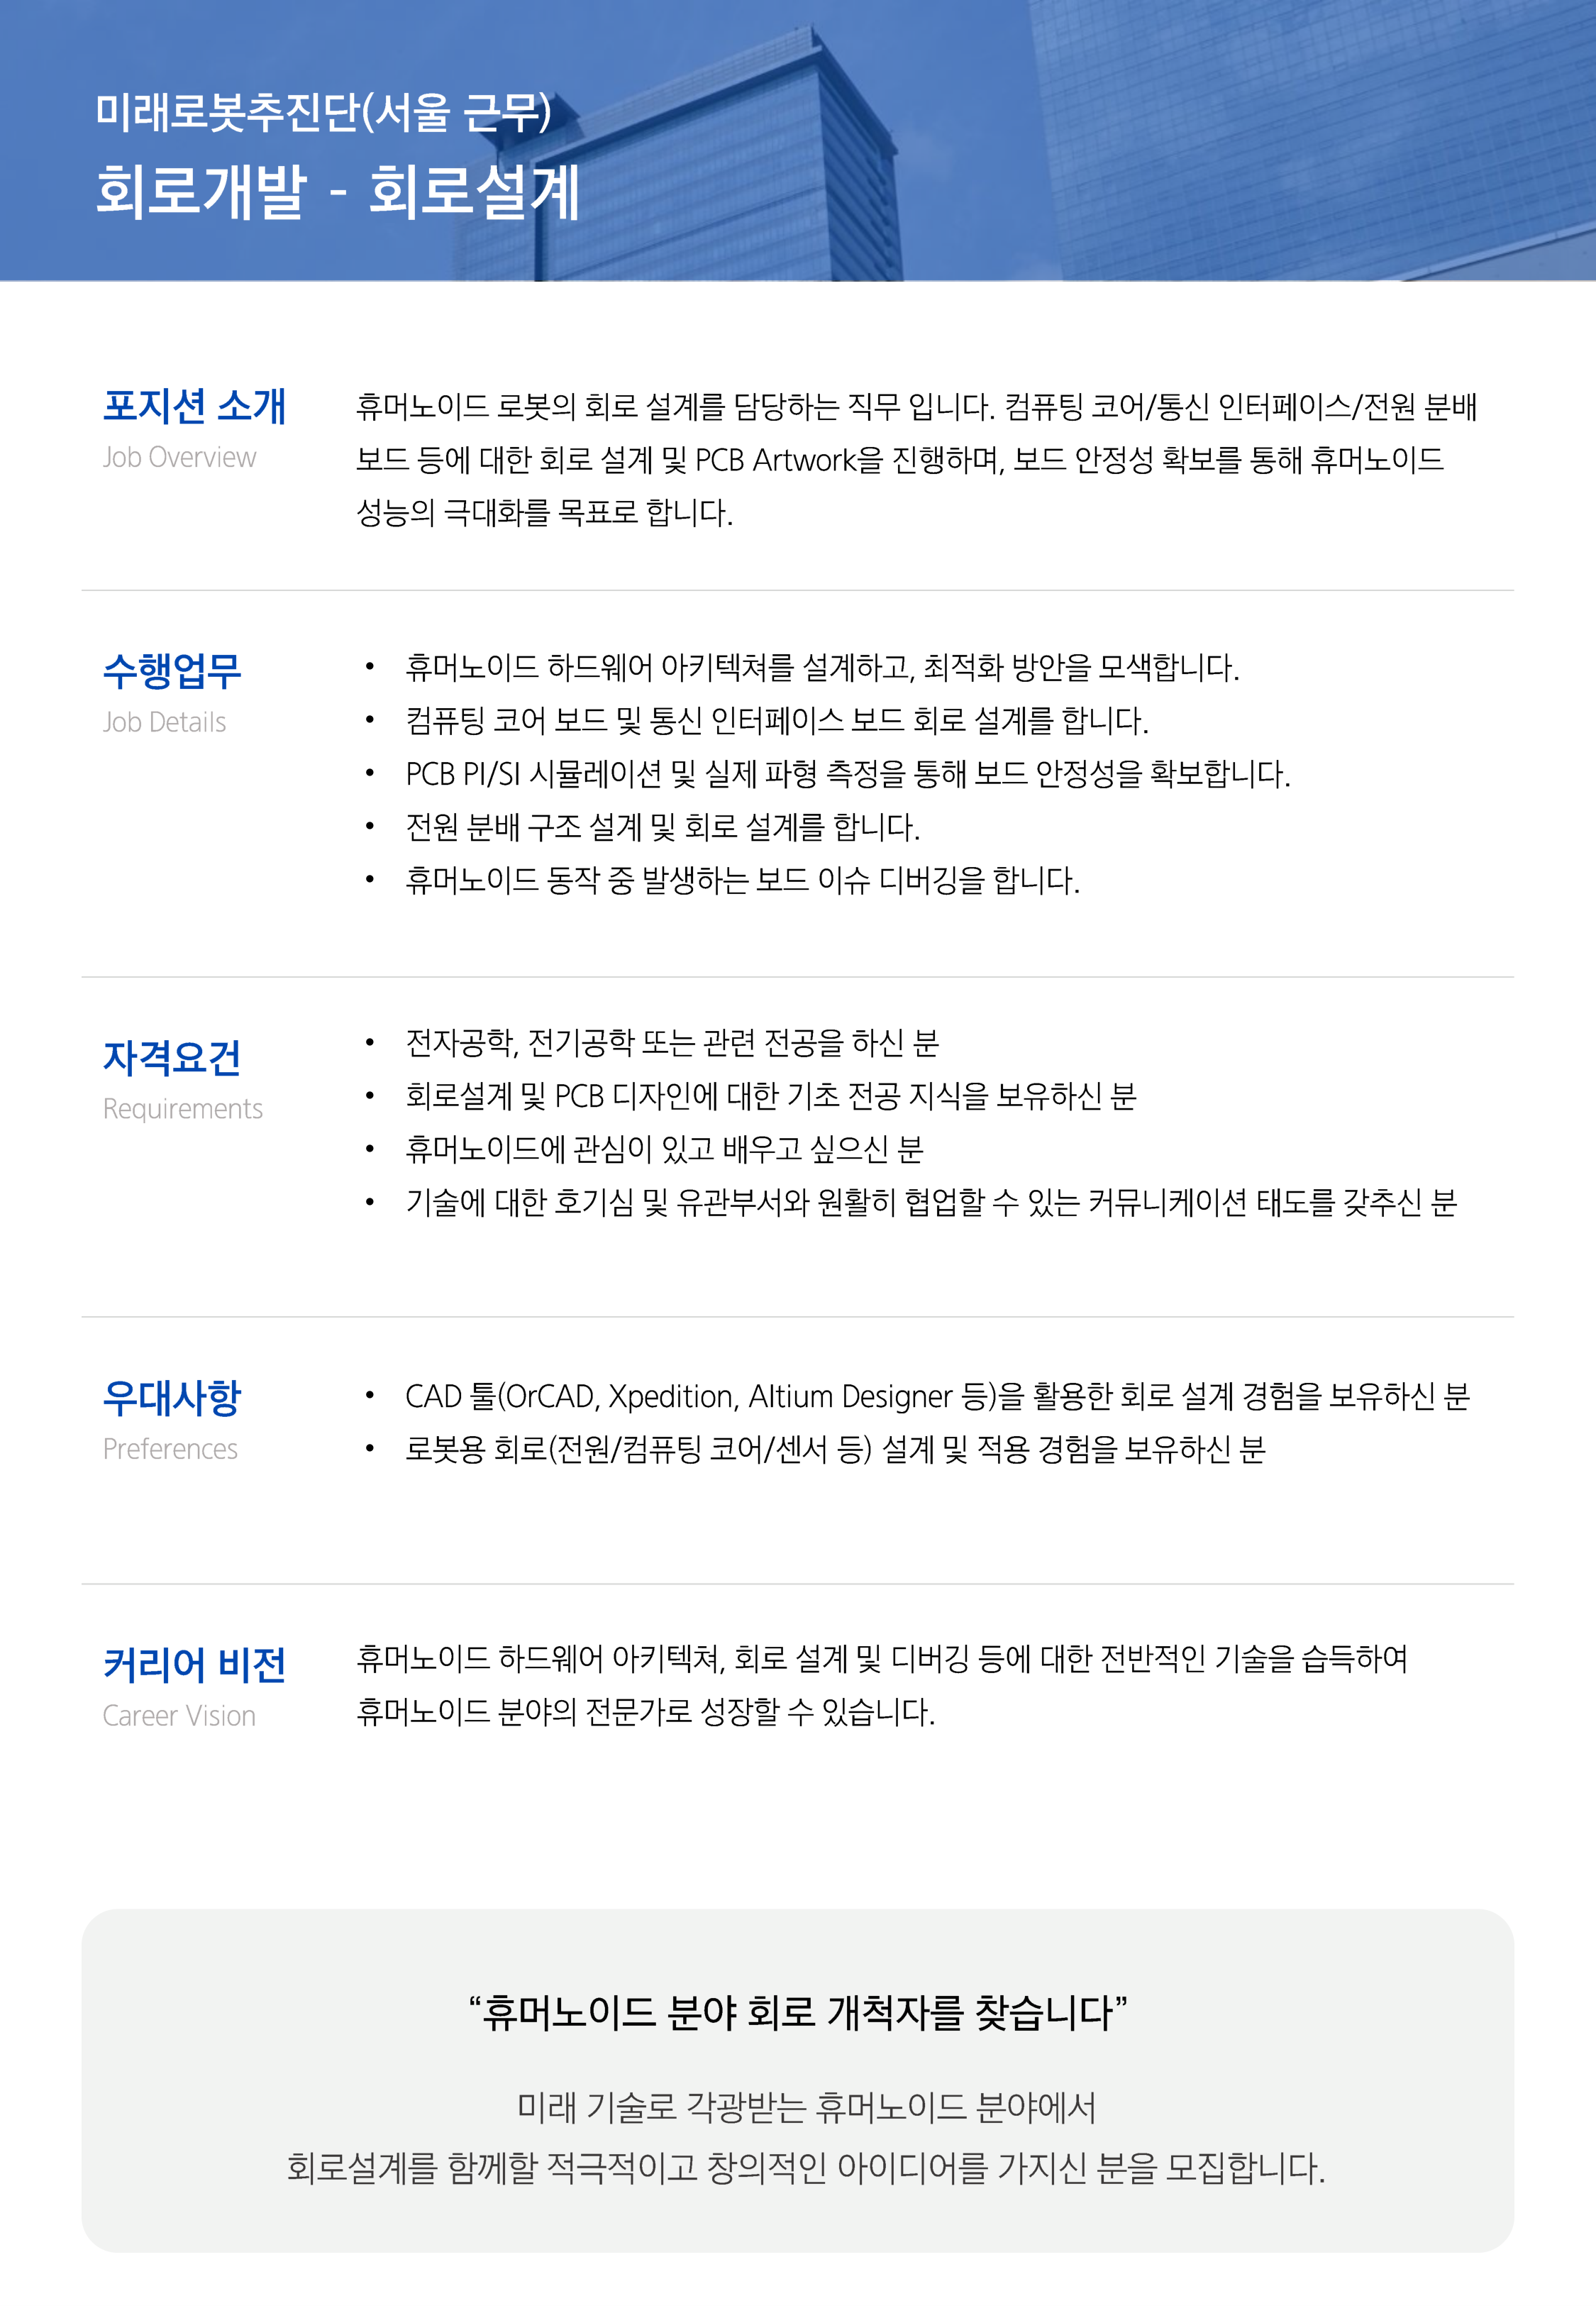 미래로봇추진단(서울 근무)
회로개발 - 회로설계
포지션 소개
Job Overview
휴머노이드 로봇의 회로 설계를 담당하는 직무 입니다. 컴퓨팅 코어/통신 인터페이스/전원 분배
보드 등에 대한 회로 설계 및 PCB Artwork을 진행하며, 보드 안정성 확보를 통해 휴머노이드
성능의 극대화를 목표로 합니다.
수행업무
Job Details
• 휴머노이드 하드웨어 아키텍쳐를 설계하고, 최적화 방안을 모색합니다.
• 컴퓨팅 코어 보드 및 통신 인터페이스 보드 회로 설계를 합니다.
• PCB PI/SI 시뮬레이션 및 실제 파형 측정을 통해 보드 안정성을 확보합니다.
• 전원 분배 구조 설계 및 회로 설계를 합니다.
• 휴머노이드 동작 중 발생하는 보드 이슈 디버깅을 합니다.
자격요건
Requirements
• 전자공학, 전기공학 또는 관련 전공을 하신 분
• 회로설계 및 PCB 디자인에 대한 기초 전공 지식을 보유하신 분
• 휴머노이드에 관심이 있고 배우고 싶으신 분
• 기술에 대한 호기심 및 유관부서와 원활히 협업할 수 있는 커뮤니케이션 태도를 갖추신 분
우대사항
Preferences
• CAD 툴(OrCAD, Xpedition, Altium Designer 등)을 활용한 회로 설계 경험을 보유하신 분
• 로봇용 회로(전원/컴퓨팅 코어/센서 등) 설계 및 적용 경험을 보유하신 분
커리어 비전
Career Vision
휴머노이드 하드웨어 아키텍쳐, 회로 설계 및 디버깅 등에 대한 전반적인 기술을 습득하여
휴머노이드 분야의 전문가로 성장할 수 있습니다.
“휴머노이드 분야 회로 개척자를 찾습니다”
미래 기술로 각광받는 휴머노이드 분야에서
회로설계를 함께할 적극적이고 창의적인 아이디어를 가지신 분을 모집합니다.